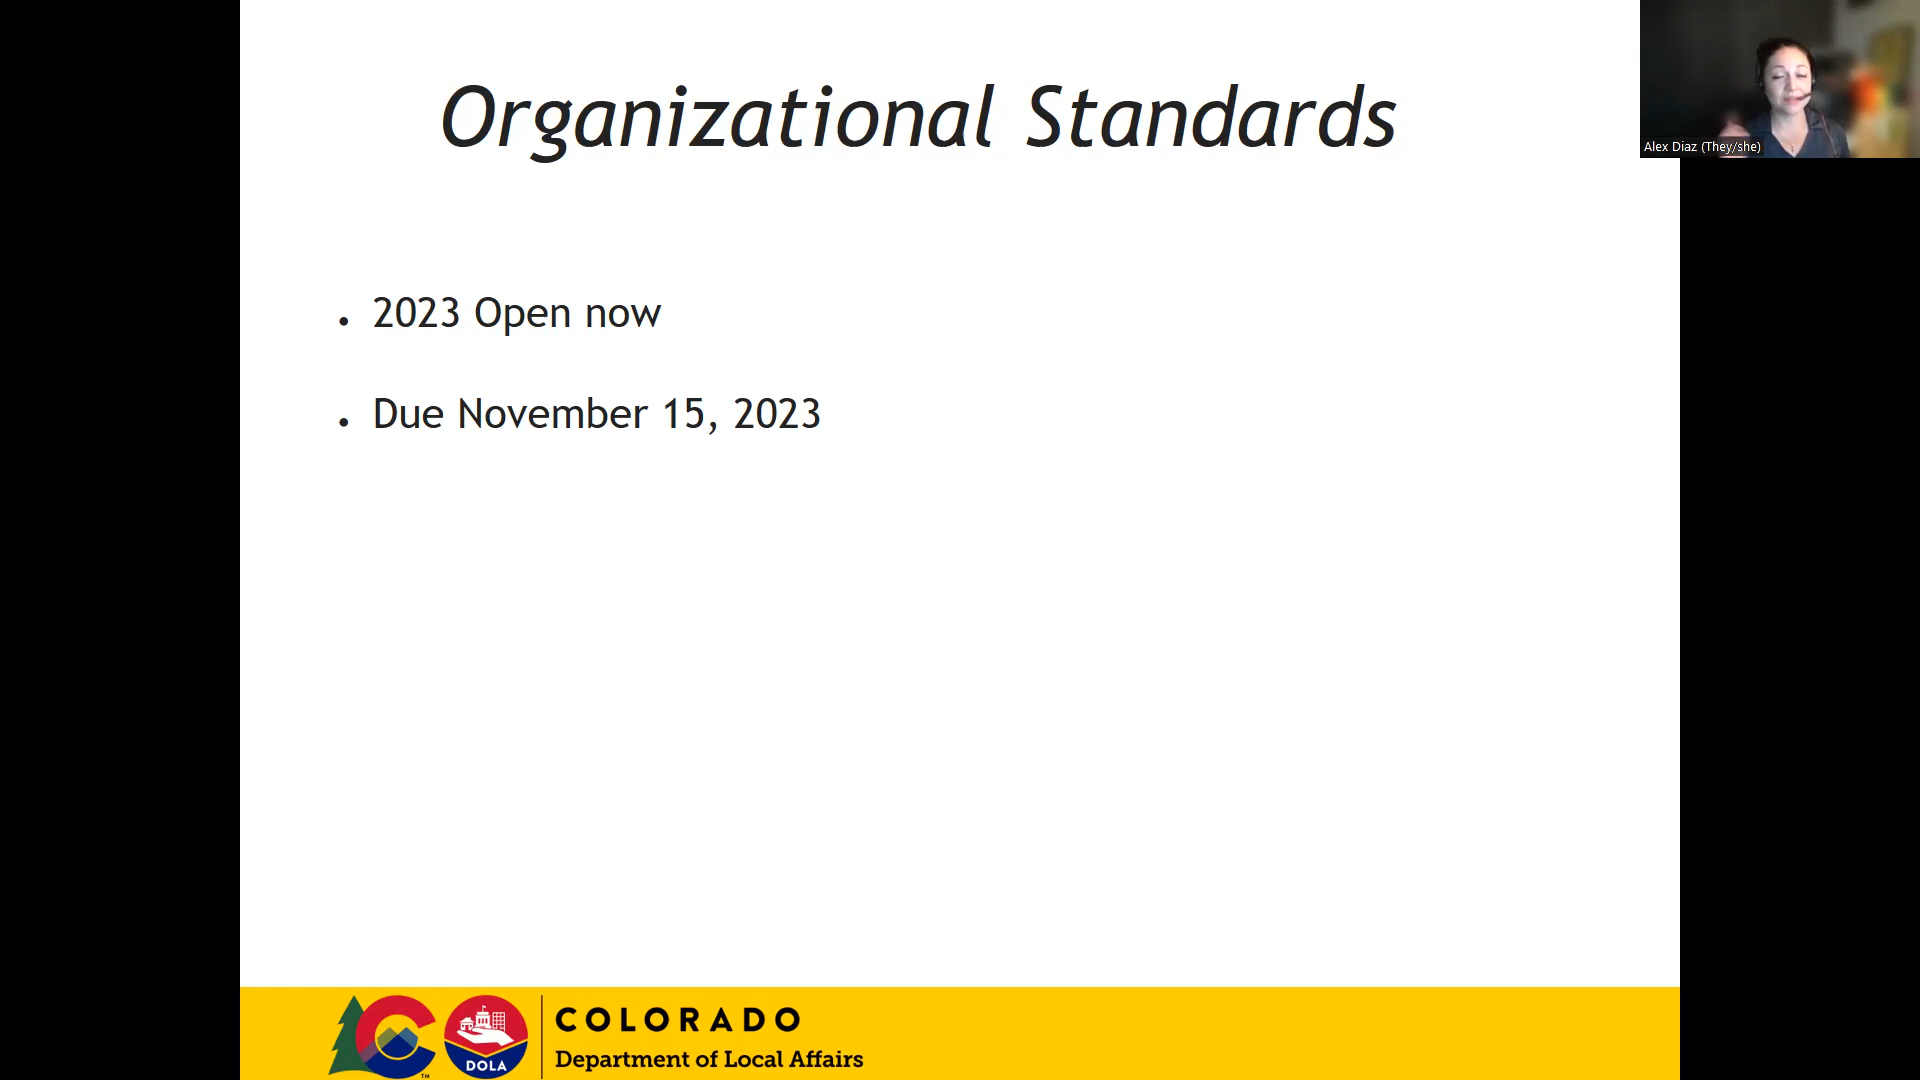 Organizational Standards
Alex Diaz (They/she)
• 2023 Open now
• Due November 15, 2023
DOLA
TM
COLORADO
Department of Local Affairs